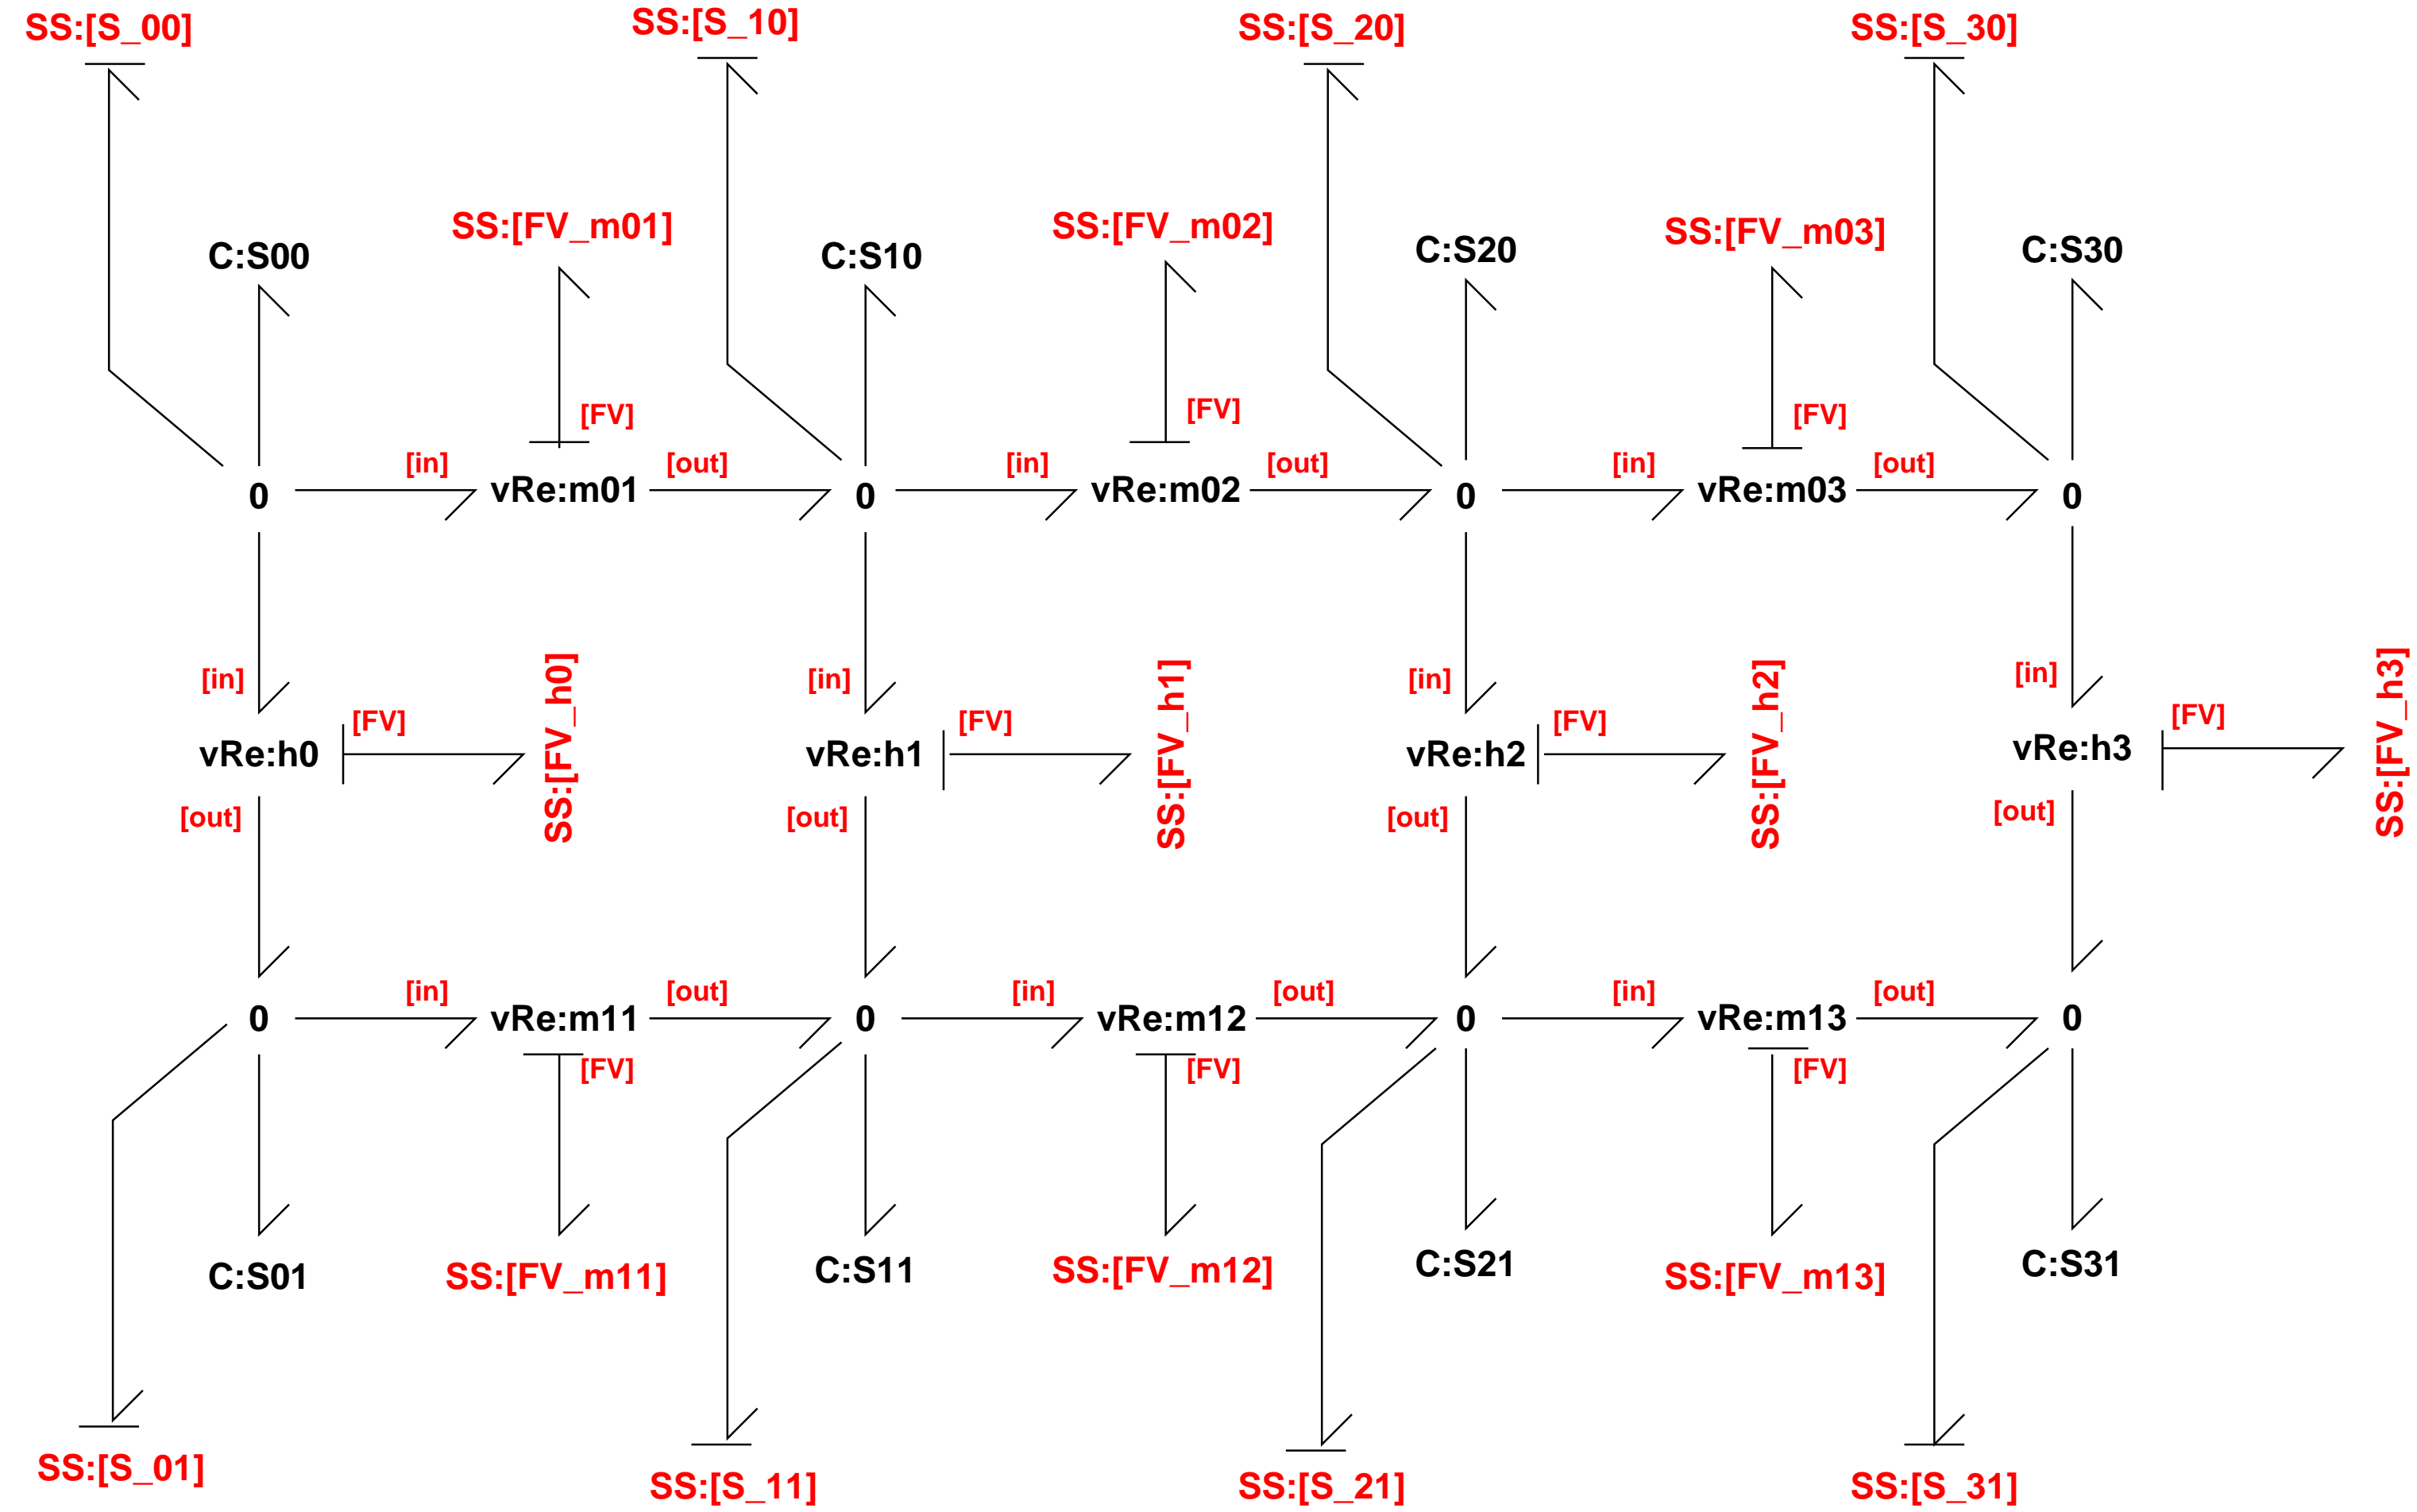 SS:[S_00]
SS:[S_10]
SS:[S_20]
SS:[S_30]
SS:[FV_m01]
SS:[FV_m02]
SS:[FV_m03]
C:S00
C:S10
C:S20
C:S30
[FV]
[FV]
[FV]
[in]
[out]
[in]
[out]
[in]
[out]
0
vRe:m01
0
vRe:m02
0
vRe:m03
0
[in]
[in]
[in]
[in]
[FV]
[FV]
[FV]
[FV]
vRe:h0
SS:[FV_h0]
vRe:h1
SS:[FV_h1]
vRe:h2
SS:[FV_h2]
vRe:h3
SS:[FV_h3]
[out]
[out]
[out]
[out]
[in]
[out]
[in]
[out]
[in]
[out]
0
vRe:m11
0
vRe:m12
0
vRe:m13
0
[FV]
[FV]
[FV]
C:S01
SS:[FV_m11]
C:S11
SS:[FV_m12]
C:S21
SS:[FV_m13]
C:S31
SS:[S_01]
SS:[S_11]
SS:[S_21]
SS:[S_31]